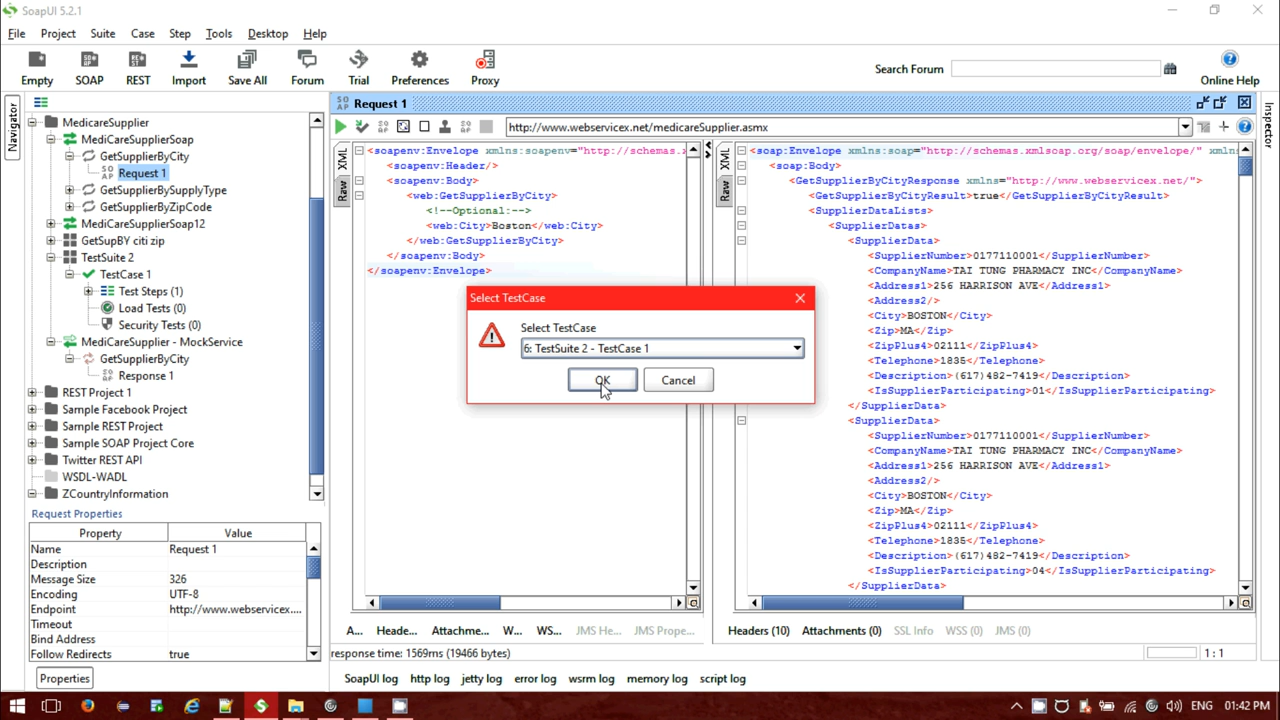 SoapUI 5.2.1
File Project Suite Case Step Tools Desktop Help
Empty SOAP REST Import Save All Forum Trial Preferences Proxy Search Forum Online Help
Navigator
MedicareSupplier
MediCareSupplierSoap
GetSupplierByCity
Request 1
GetSupplierBySupplyType
GetSupplierByZipCode
MediCareSupplierSoap12
GetSupBY citi zip
TestSuite 2
TestCase 1
Test Steps (1)
Load Tests (0)
Security Tests (0)
MediCareSupplier - MockService
GetSupplierByCity
Response 1
REST Project 1
Sample Facebook Project
Sample REST Project
Sample SOAP Project Core
Twitter REST API
WSDL-WADL
ZCountryInformation
Request Properties
Property Value
Name Request 1
Description
Message Size 326
Encoding UTF-8
Endpoint http://www.webservicex....
Timeout
Bind Address
Follow Redirects true
Properties
SOAP Request 1
http://www.webservicex.net/medicareSupplier.asmx
XML
Raw
<soapenv:Envelope xmlns:soapenv="http://schemas.x
<soapenv:Header/>
<soapenv:Body>
<web:GetSupplierByCity>
<!--Optional:-->
<web:City>Boston</web:City>
</web:GetSupplierByCity>
</soapenv:Body>
</soapenv:Envelope>
XML
Raw
<soap:Envelope xmlns:soap="http://schemas.xmlsoap.org/soap/envelope/" xmlns
<soap:Body>
<GetSupplierByCityResponse xmlns="http://www.webservicex.net/">
<GetSupplierByCityResult>true</GetSupplierByCityResult>
<SupplierDataLists>
<SupplierDatas>
<SupplierData>
<SupplierNumber>0177110001</SupplierNumber>
<CompanyName>TAI TUNG PHARMACY INC</CompanyName>
<Address1>256 HARRISON AVE</Address1>
<Address2/>
<City>BOSTON</City>
<Zip>MA</Zip>
<ZipPlus4>02111</ZipPlus4>
<Telephone>1835</Telephone>
<Description>(617)482-7419</Description>
<IsSupplierParticipating>01</IsSupplierParticipating>
</SupplierData>
<SupplierData>
<SupplierNumber>0177110001</SupplierNumber>
<CompanyName>TAI TUNG PHARMACY INC</CompanyName>
<Address1>256 HARRISON AVE</Address1>
<Address2/>
<City>BOSTON</City>
<Zip>MA</Zip>
<ZipPlus4>02111</ZipPlus4>
<Telephone>1835</Telephone>
<Description>(617)482-7419</Description>
<IsSupplierParticipating>04</IsSupplierParticipating>
</SupplierData>
Inspector
Select TestCase
Select TestCase
6: TestSuite 2 - TestCase 1
OK Cancel
A... Heade... Attachme... W... WS... JMS He... JMS Prope...
Headers (10) Attachments (0) SSL Info WSS (0) JMS (0)
response time: 1569ms (19466 bytes)
1 : 1
SoapUI log http log jetty log error log wsrm log memory log script log
ENG 01:42 PM